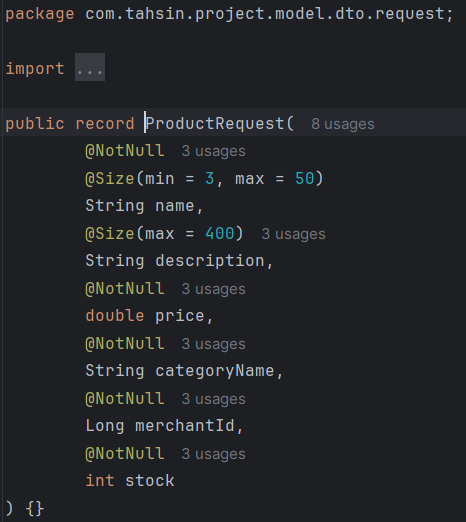 package com.tahsin.project.model.dto.request;
import ...
public record ProductRequest( 8 usages
@NotNull 3 usages
@Size(min = 3, max = 50)
String name,
@Size(max = 400) 3 usages
String description,
@NotNull 3 usages
double price,
@NotNull 3 usages
String categoryName,
@NotNull 3 usages
Long merchantId,
@NotNull 3 usages
int stock
) {}